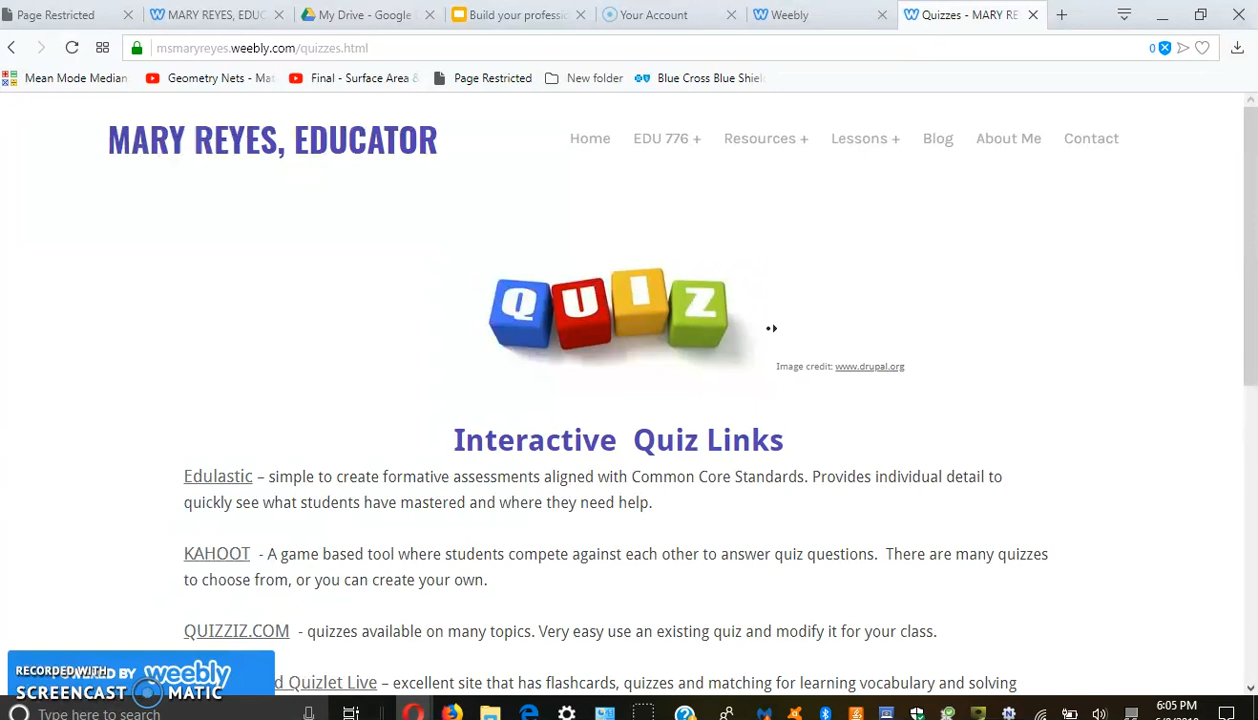 Page Restricted
MARY REYES, EDUC
My Drive - Google
Build your professi
Your Account
Weebly
Quizzes - MARY RE
msmaryreyes.weebly.com/quizzes.html
0
Mean Mode Median
Geometry Nets - Mat
Final - Surface Area &
Page Restricted
New folder
Blue Cross Blue Shiel
MARY REYES, EDUCATOR
Home EDU 776 + Resources + Lessons + Blog About Me Contact
QUIZ
Image credit: www.drupal.org
Interactive Quiz Links
Edulastic – simple to create formative assessments aligned with Common Core Standards. Provides individual detail to
quickly see what students have mastered and where they need help.
KAHOOT - A game based tool where students compete against each other to answer quiz questions. There are many quizzes
to choose from, or you can create your own.
QUIZZIZ.COM - quizzes available on many topics. Very easy use an existing quiz and modify it for your class.
d Quizlet Live – excellent site that has flashcards, quizzes and matching for learning vocabulary and solving
RECORDED WITH
POWERED BY weebly
SCREENCAST MATIC
Type here to search
6:05 PM